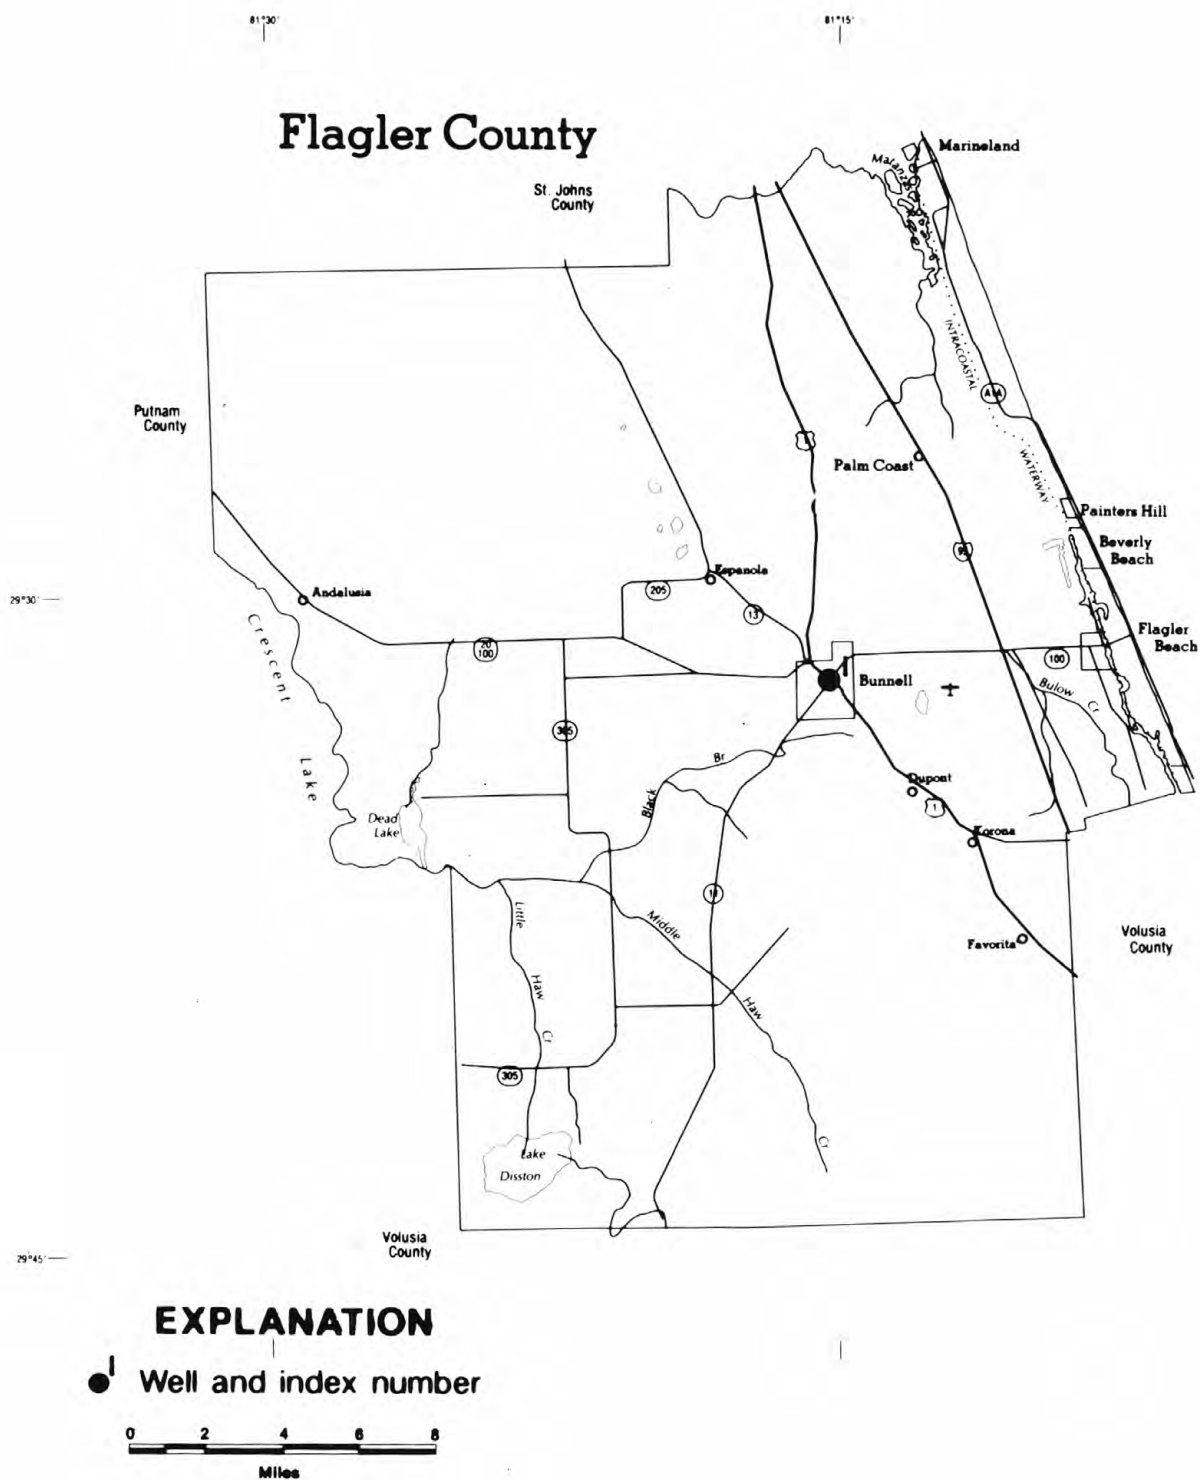 81°30'
81°15'
Flagler County
St. Johns
County
Marineland
Matanzas
INTRACOASTAL
A1A
Putnam
County
1
Palm Coast
WATERWAY
Painters Hill
95
Beverly
Beach
Espanola
205
13
29°30'
Andalusia
Crescent
Lake
Flagler
Beach
20
100
100
Bunnell
1
Bulow
Cr
305
Br
Black
Dupont
1
Dead
Lake
Korona
11
Little
Haw
Cr
Middle
Haw
Cr
Favorita
Volusia
County
305
Lake
Disston
Volusia
County
29°45'
EXPLANATION
1
Well and index number
0 2 4 6 8
Miles